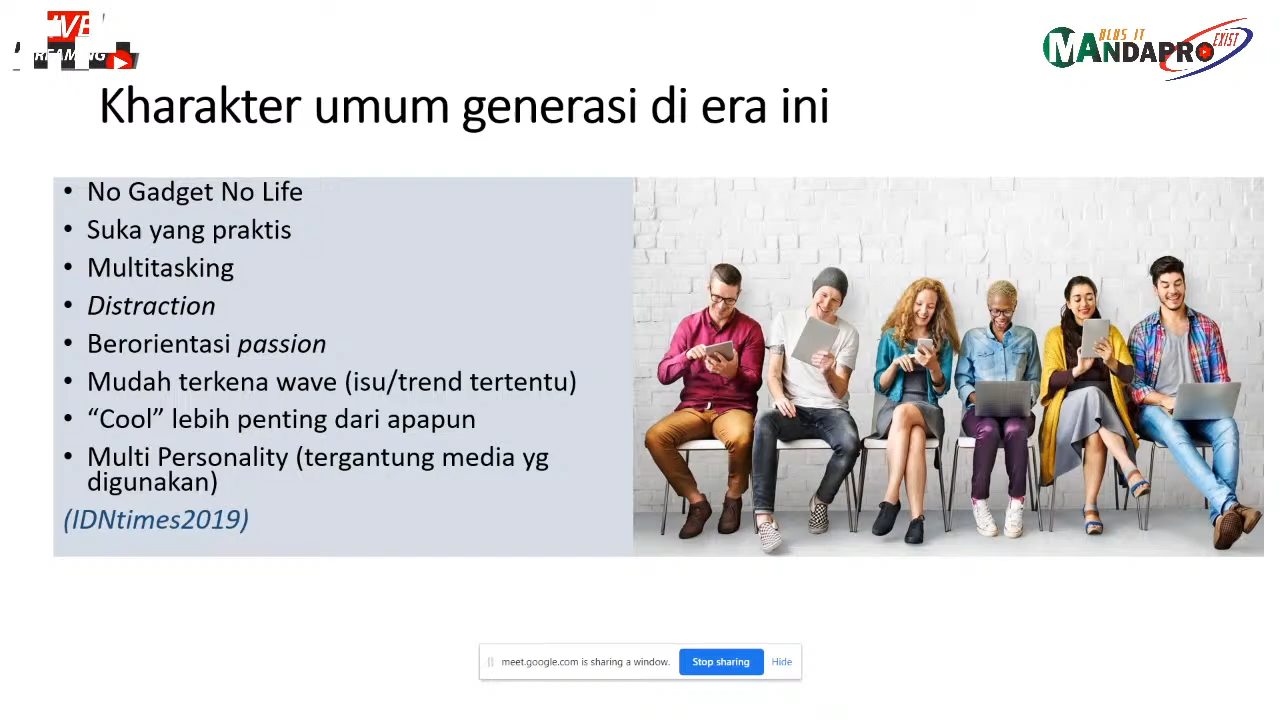 MANDAPRO
EXIST
Kharakter umum generasi di era ini
• No Gadget No Life
• Suka yang praktis
• Multitasking
• Distraction
• Berorientasi passion
• Mudah terkena wave (isu/trend tertentu)
• “Cool” lebih penting dari apapun
• Multi Personality (tergantung media yg
digunakan)
(IDNtimes2019)
meet.google.com is sharing a window. Stop sharing Hide